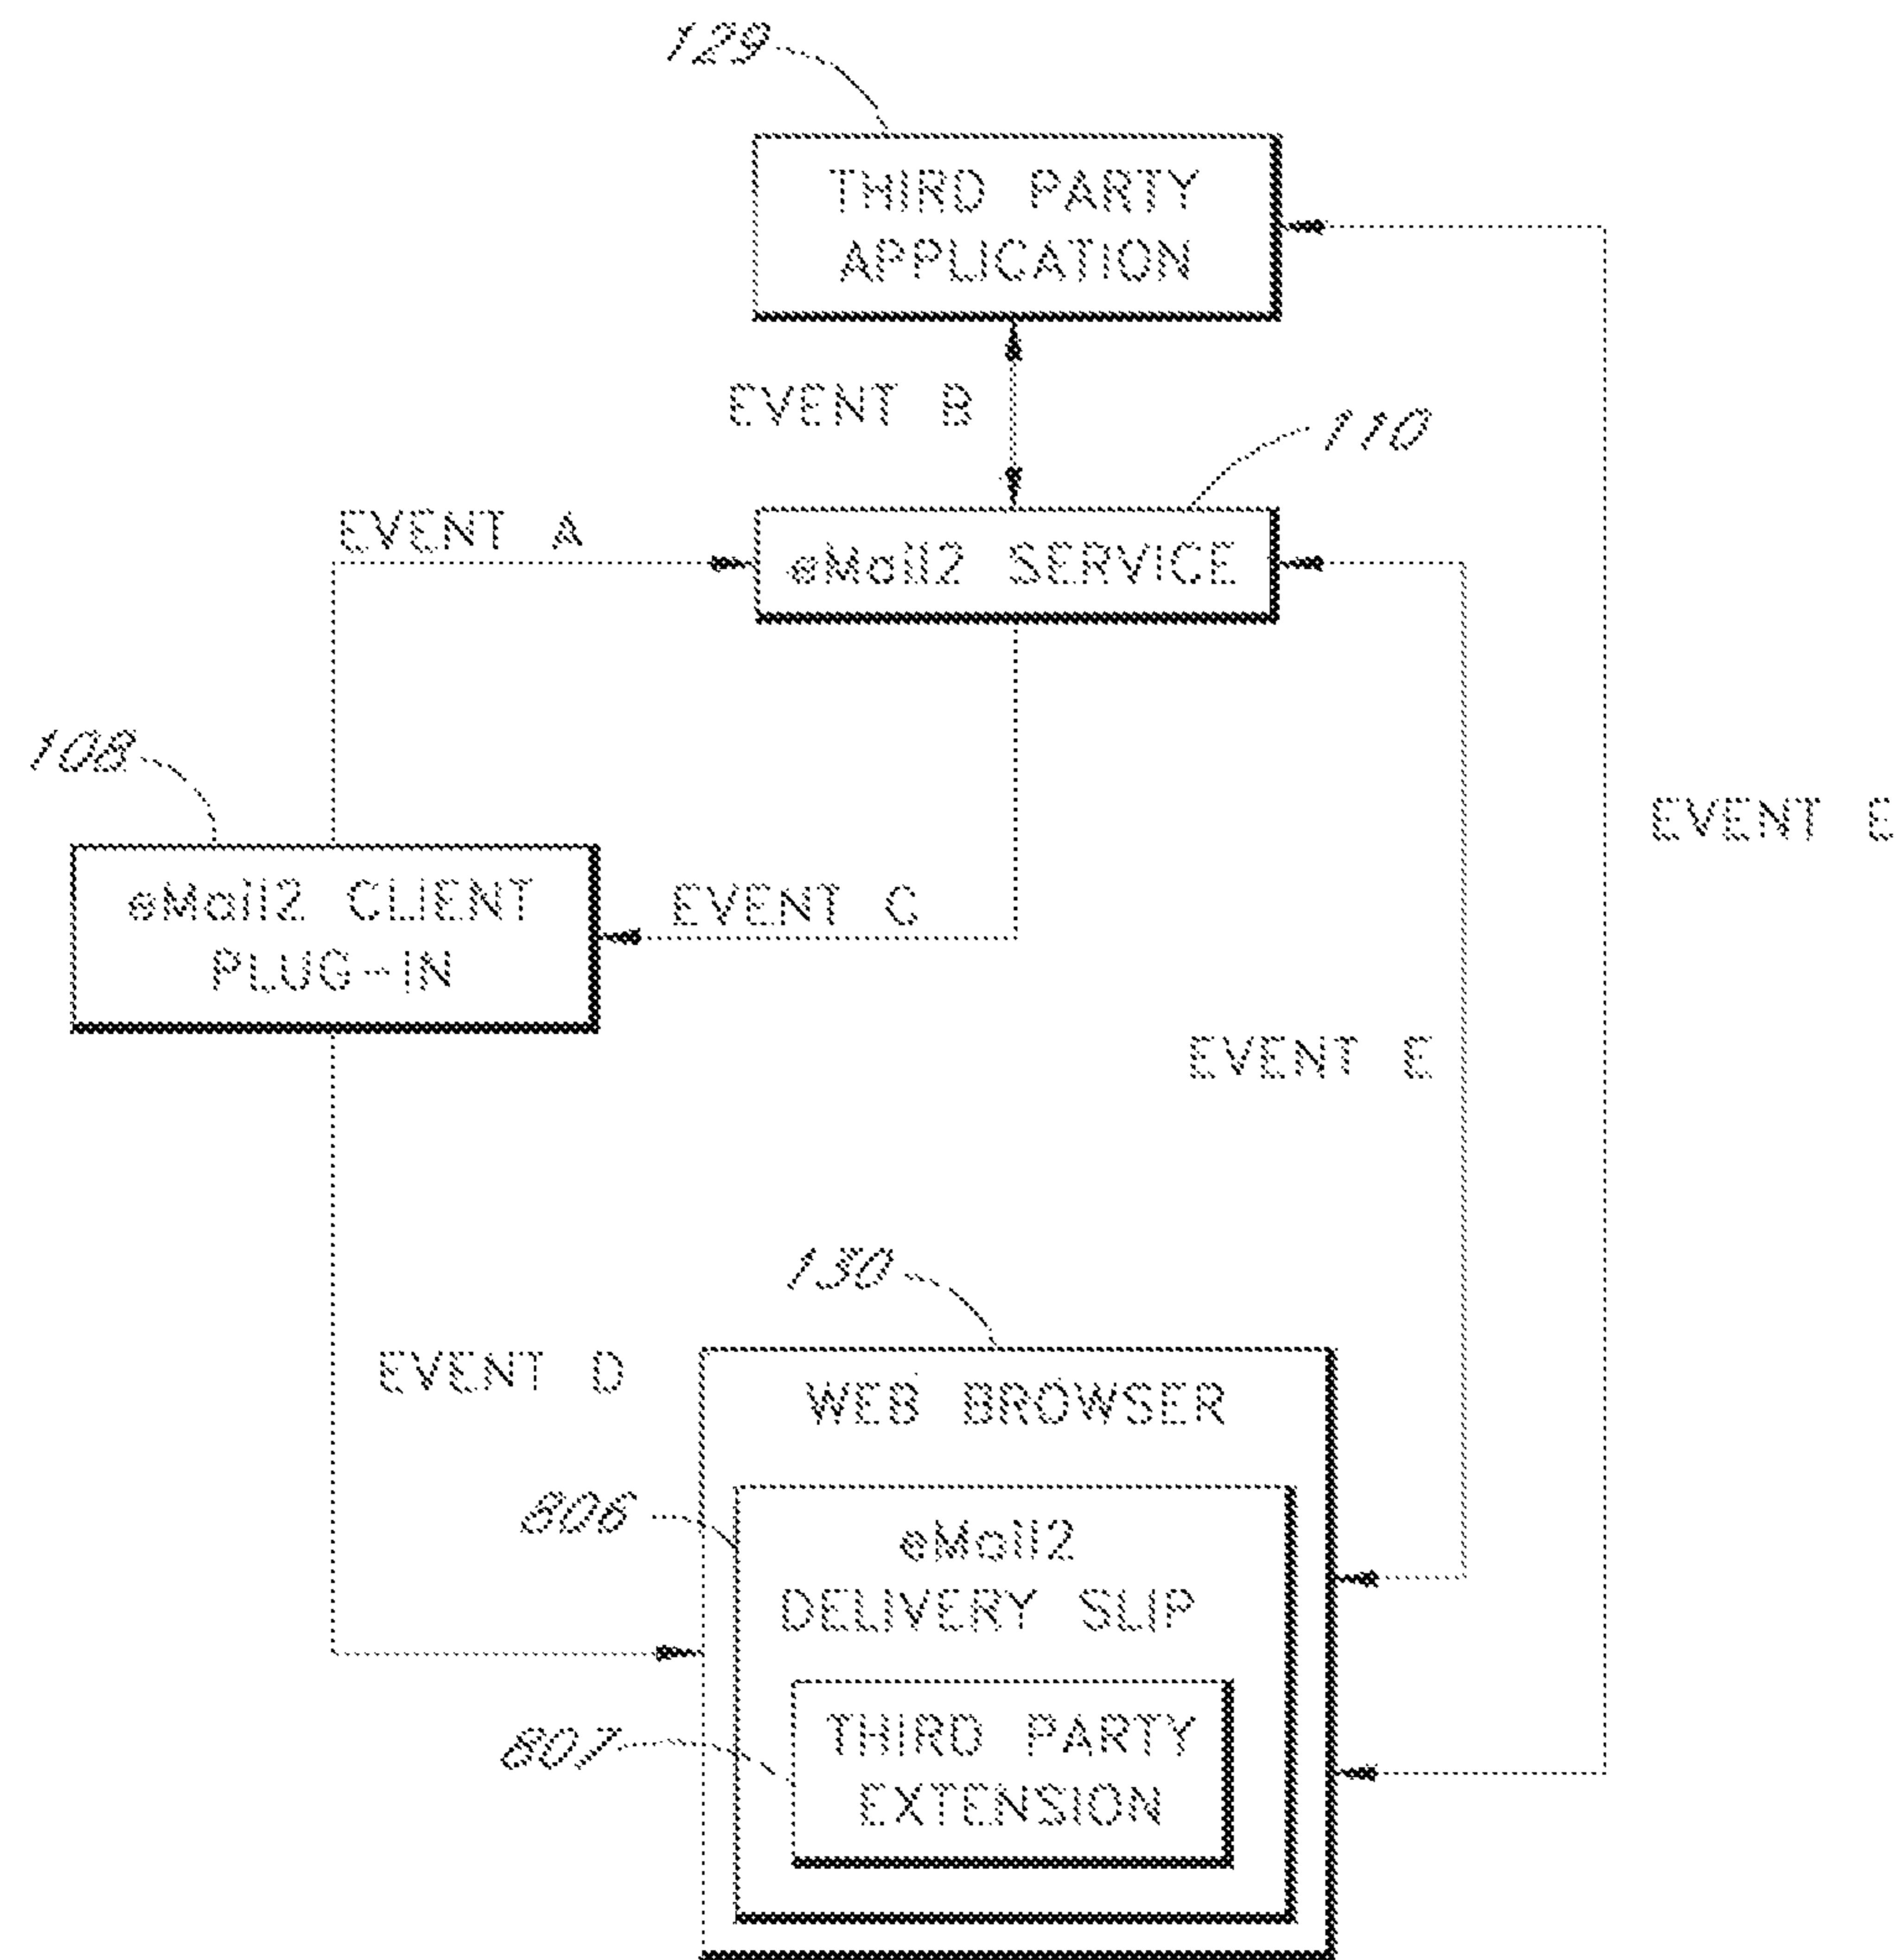 129
THIRD PARTY
APPLICATION
EVENT B
110
EVENT A
eMail2 SERVICE
108
EVENT E
eMail2 CLIENT
PLUG-IN
EVENT C
EVENT E
130
EVENT D
WEB BROWSER
806
eMail2
DELIVERY SLIP
807
THIRD PARTY
EXTENSION